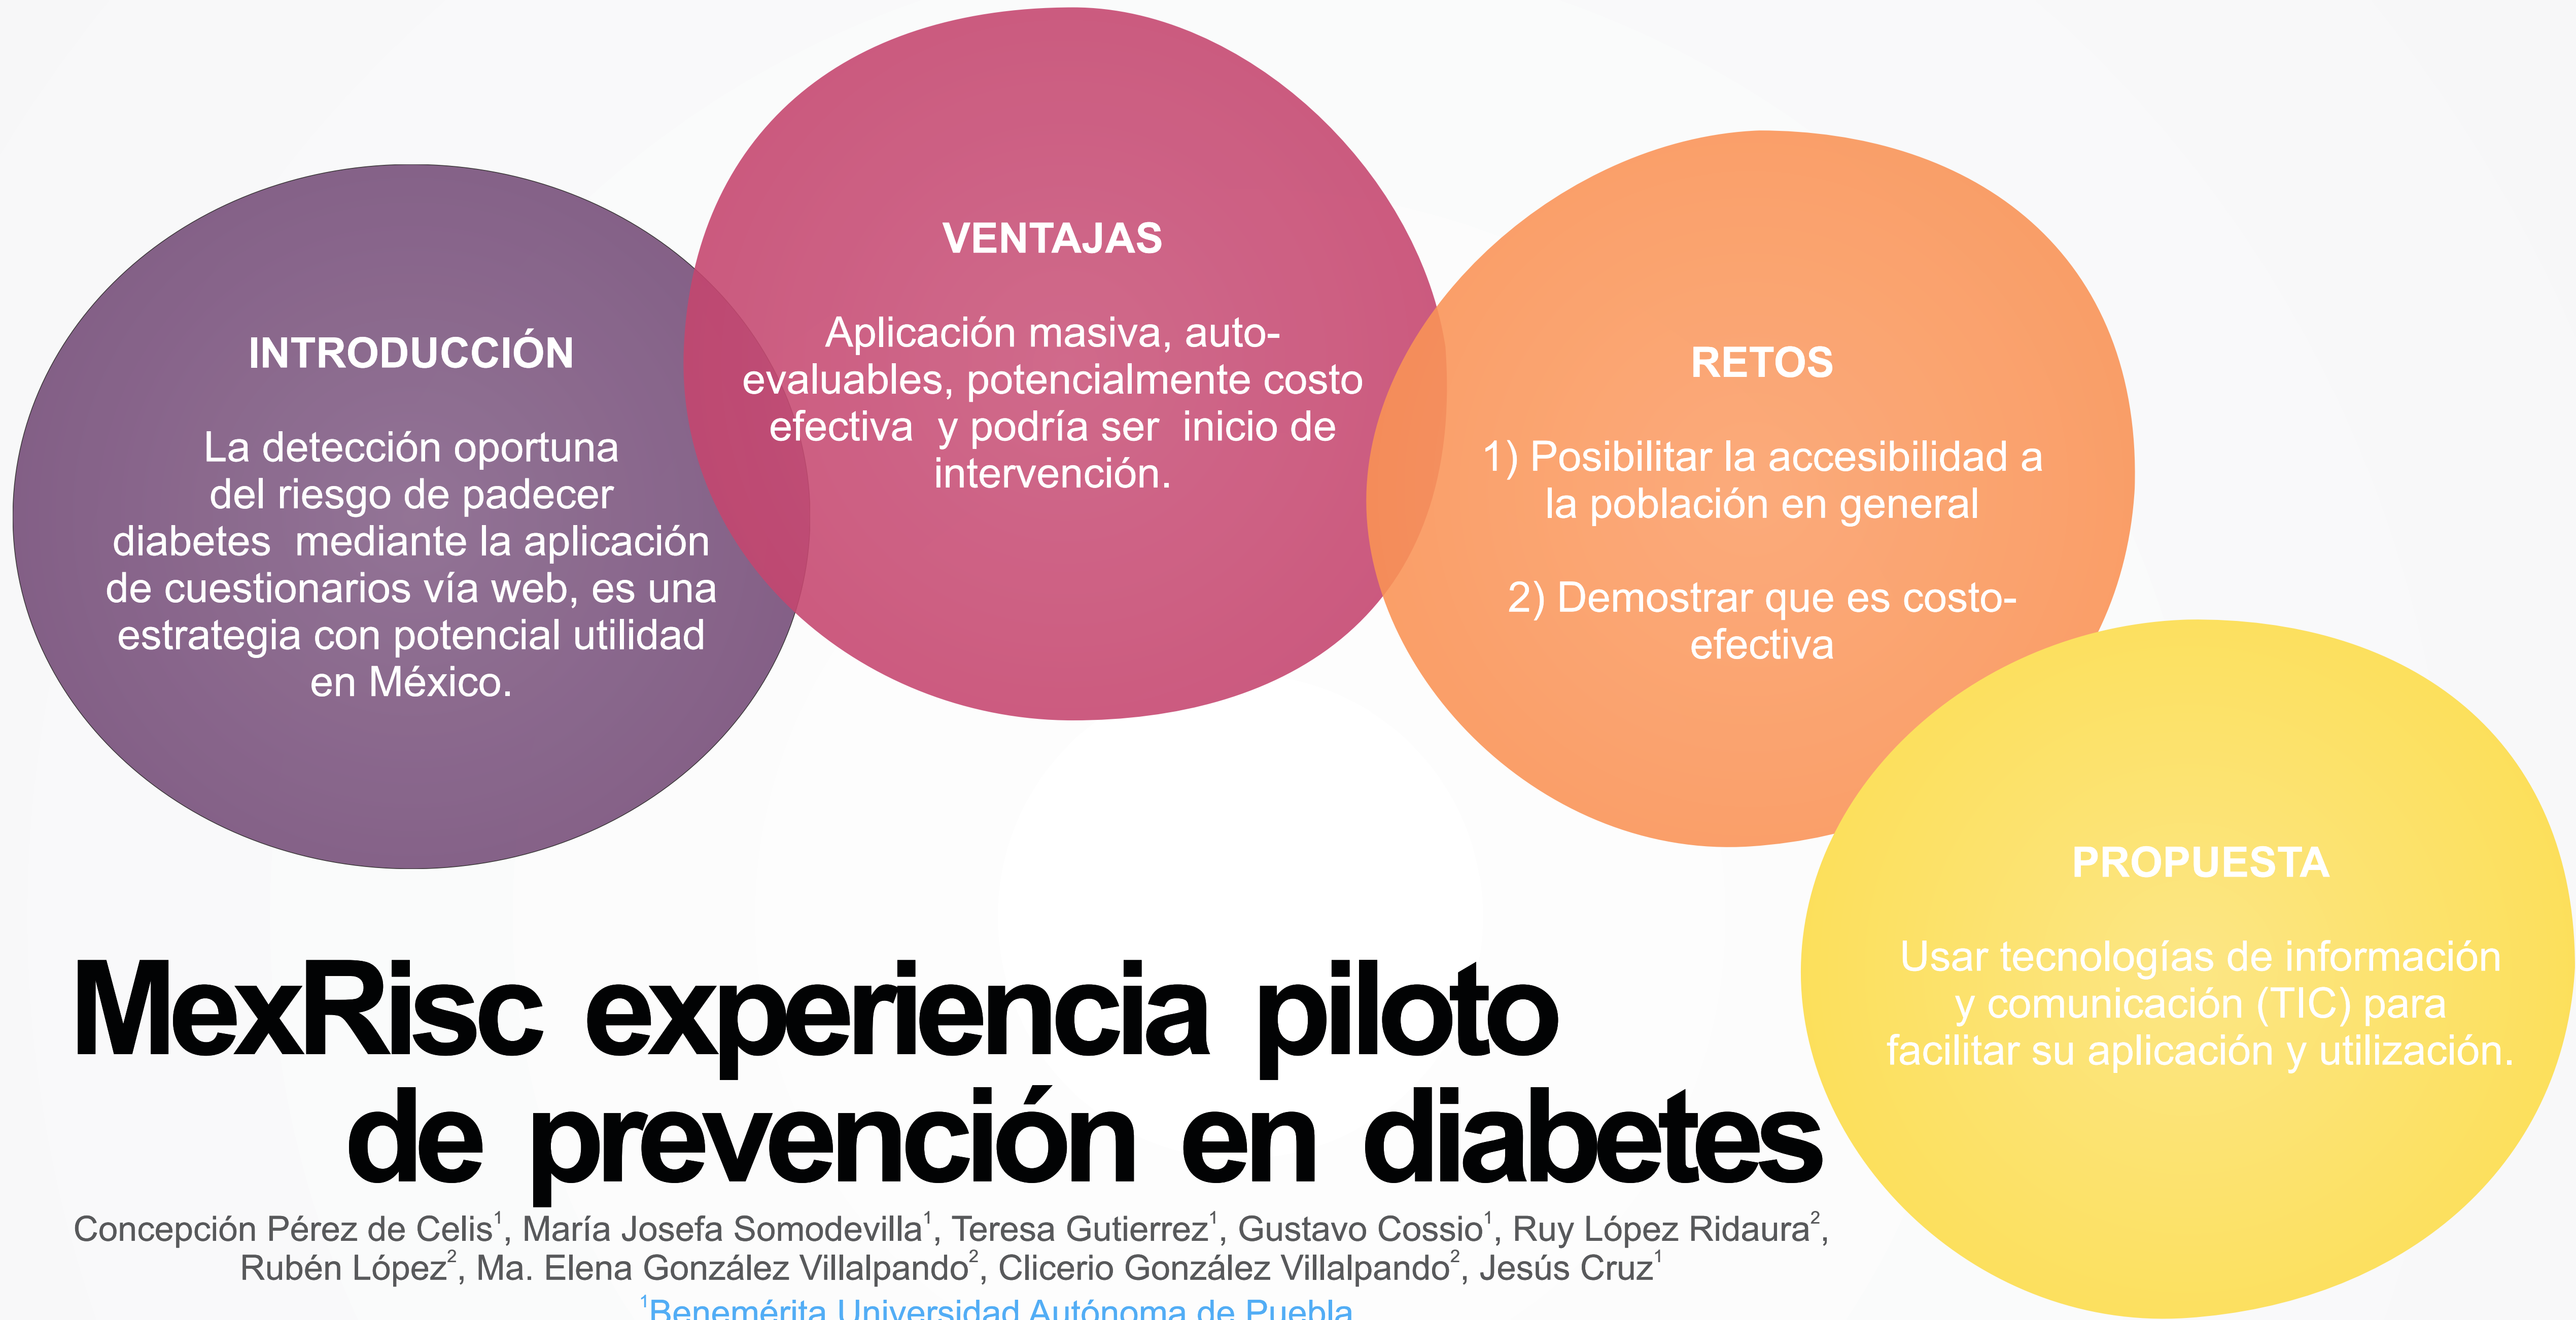 INTRODUCCIÓN
La detección oportuna
del riesgo de padecer
diabetes  mediante la aplicación
de cuestionarios vía web, es una
estrategia con potencial utilidad
en México.
VENTAJAS
Aplicación masiva, auto-
evaluables, potencialmente costo
efectiva  y podría ser  inicio de
intervención.
RETOS
1) Posibilitar la accesibilidad a
la población en general
2) Demostrar que es costo-
efectiva
PROPUESTA
Usar tecnologías de información
y comunicación (TIC) para
facilitar su aplicación y utilización.
MexRisc experiencia piloto
de prevención en diabetes
Concepción Pérez de Celis¹, María Josefa Somodevilla¹, Teresa Gutierrez¹, Gustavo Cossio¹, Ruy López Ridaura²,
Rubén López², Ma. Elena González Villalpando², Clicerio González Villalpando², Jesús Cruz¹
¹Benemérita Universidad Autónoma de Puebla